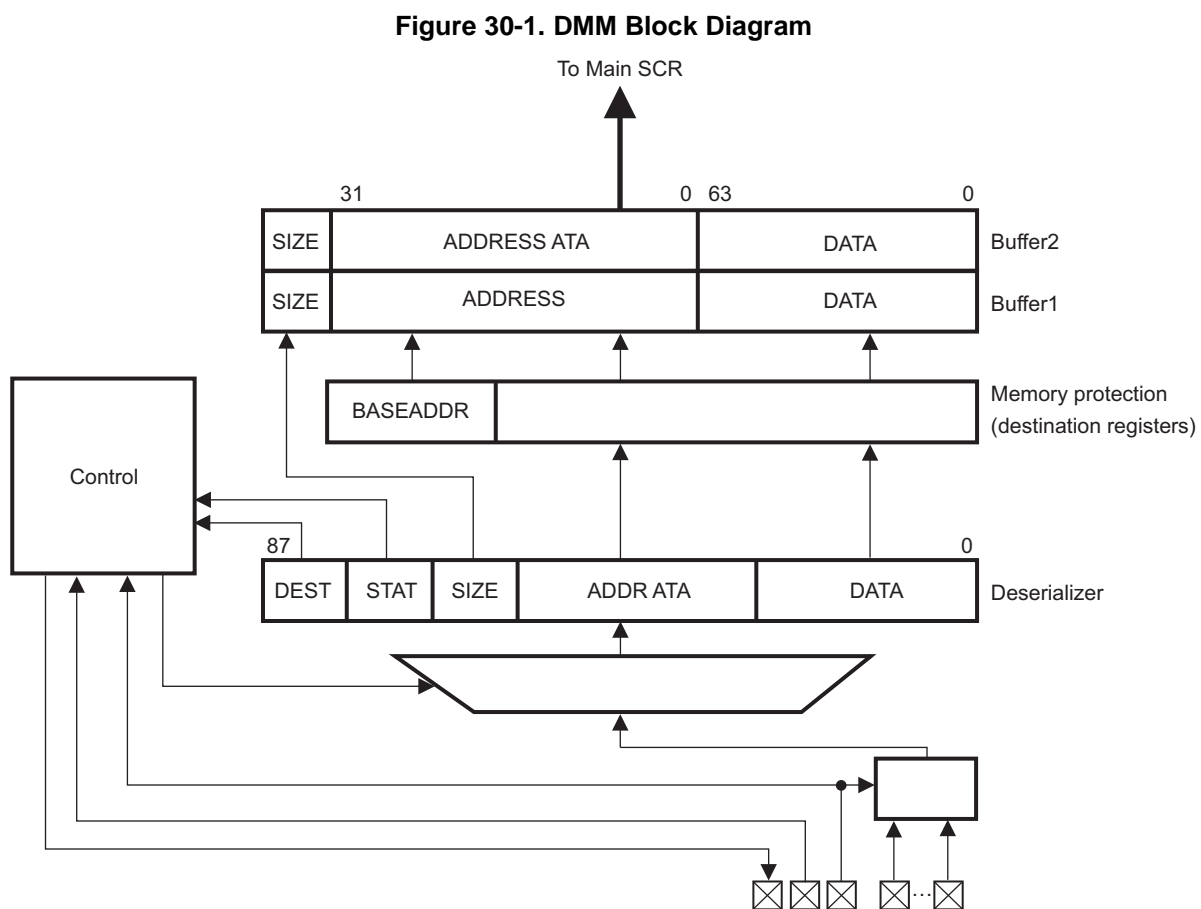 Figure 30-1. DMM Block Diagram
To Main SCR
31 0 63 0
SIZE ADDRESS ATA DATA Buffer2
SIZE ADDRESS DATA Buffer1
BASEADDR
Memory protection
(destination registers)
Control
87 0
DEST STAT SIZE ADDR ATA DATA Deserializer
...